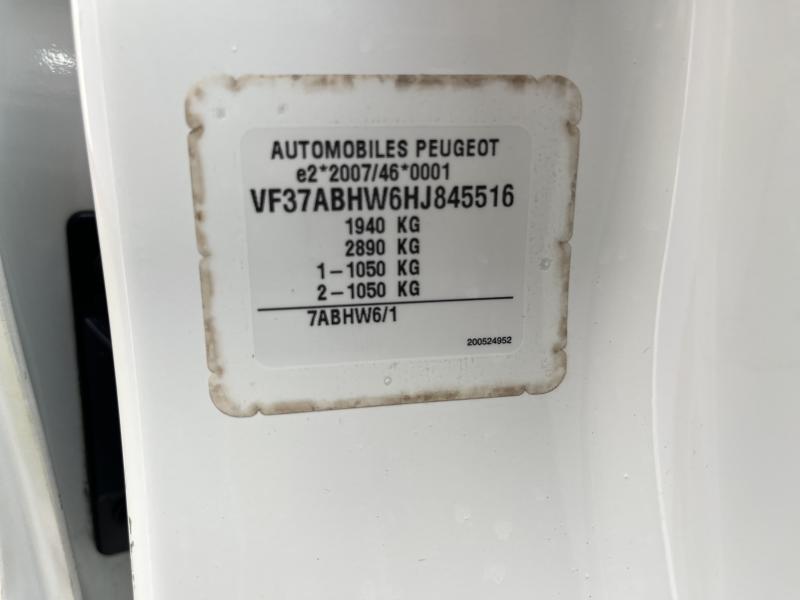 AUTOMOBILES PEUGEOT
e2*2007/46*0001
VF37ABHW6HJ845516
1940 KG
2890 KG
1-1050 KG
2-1050 KG
7ABHW6/1
200524952